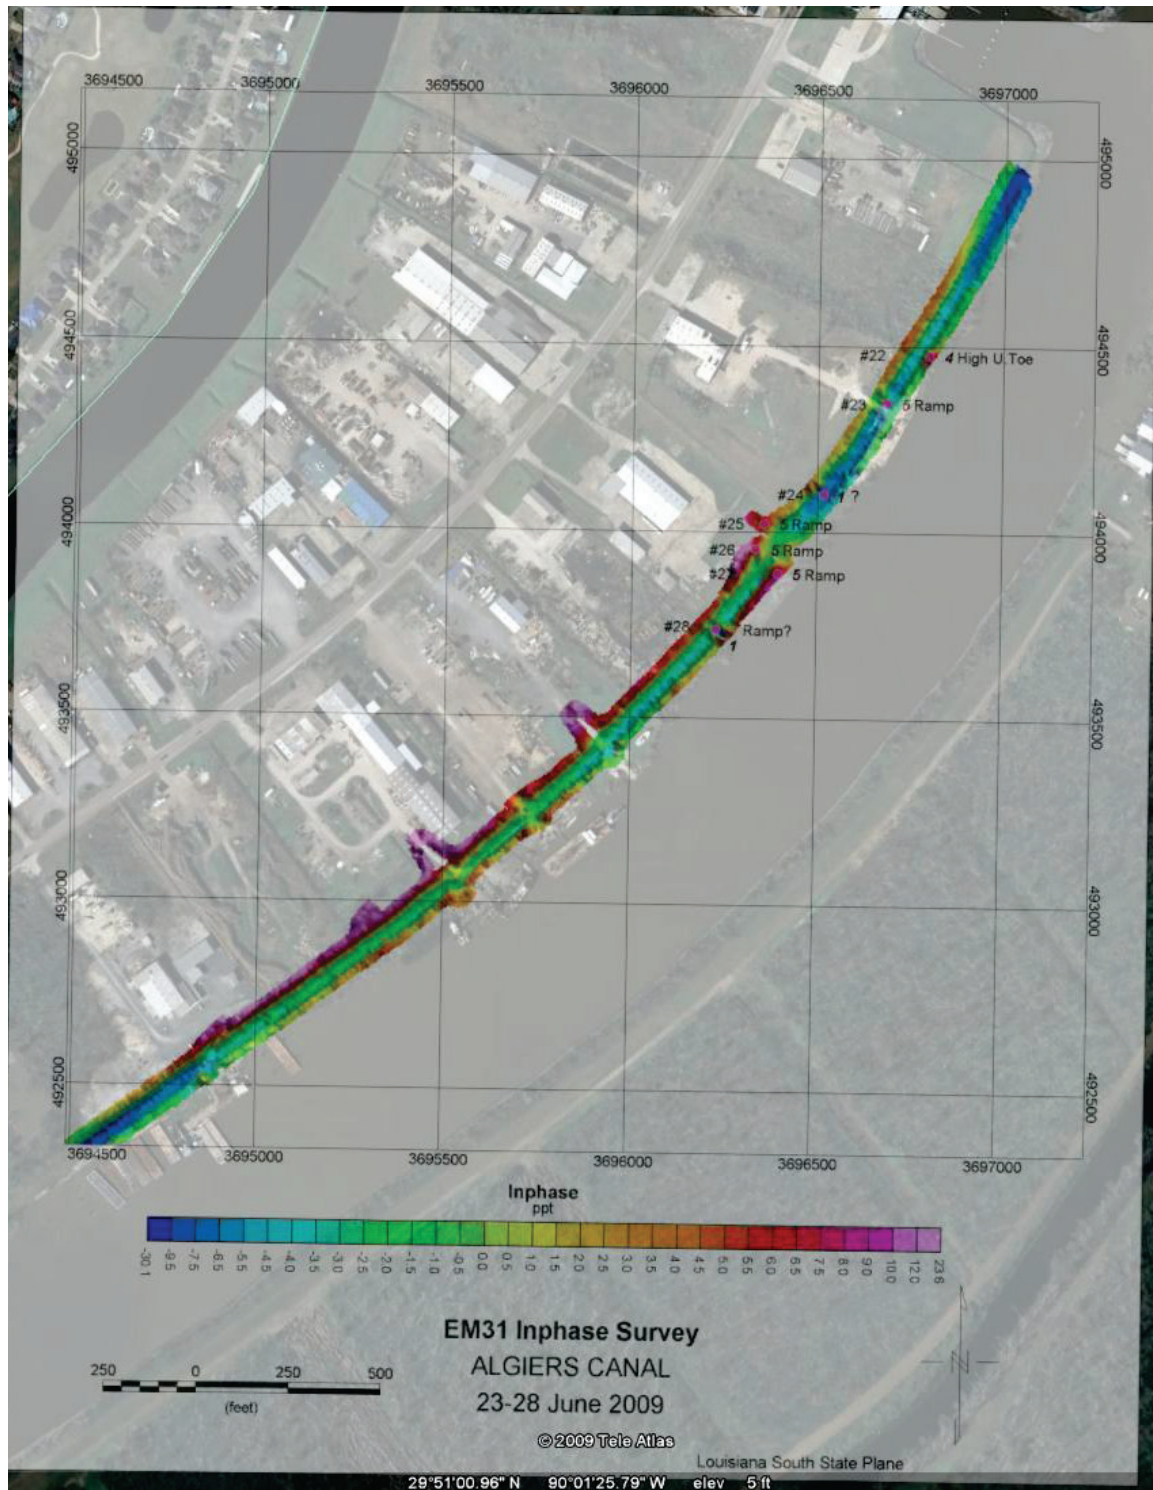 3694500 3695000 3695500 3696000 3696500 3697000
495000 495000
494500 494500
#22 4 High U.Toe
#23 5 Ramp
#24 1 ?
494000 494000
#25 5 Ramp
#26 5 Ramp
#27 5 Ramp
#28 Ramp?
1
493500 493500
493000 493000
492500 492500
3694500 3695000 3695500 3696000 3696500 3697000
Inphase
ppt
-30.1 -9.5 -7.5 -6.5 -5.5 -4.5 -4.0 -3.5 -3.0 -2.5 -2.0 -1.5 -1.0 -0.5 0.0 0.5 1.0 1.5 2.0 2.5 3.0 3.5 4.0 4.5 5.0 5.5 6.0 6.5 7.5 8.0 9.0 10.0 12.0 23.6
EM31 Inphase Survey
ALGIERS CANAL
23-28 June 2009
250 0 250 500
(feet)
N
© 2009 Tele Atlas
Louisiana South State Plane
29°51'00.96" N 90°01'25.79" W elev 5 ft